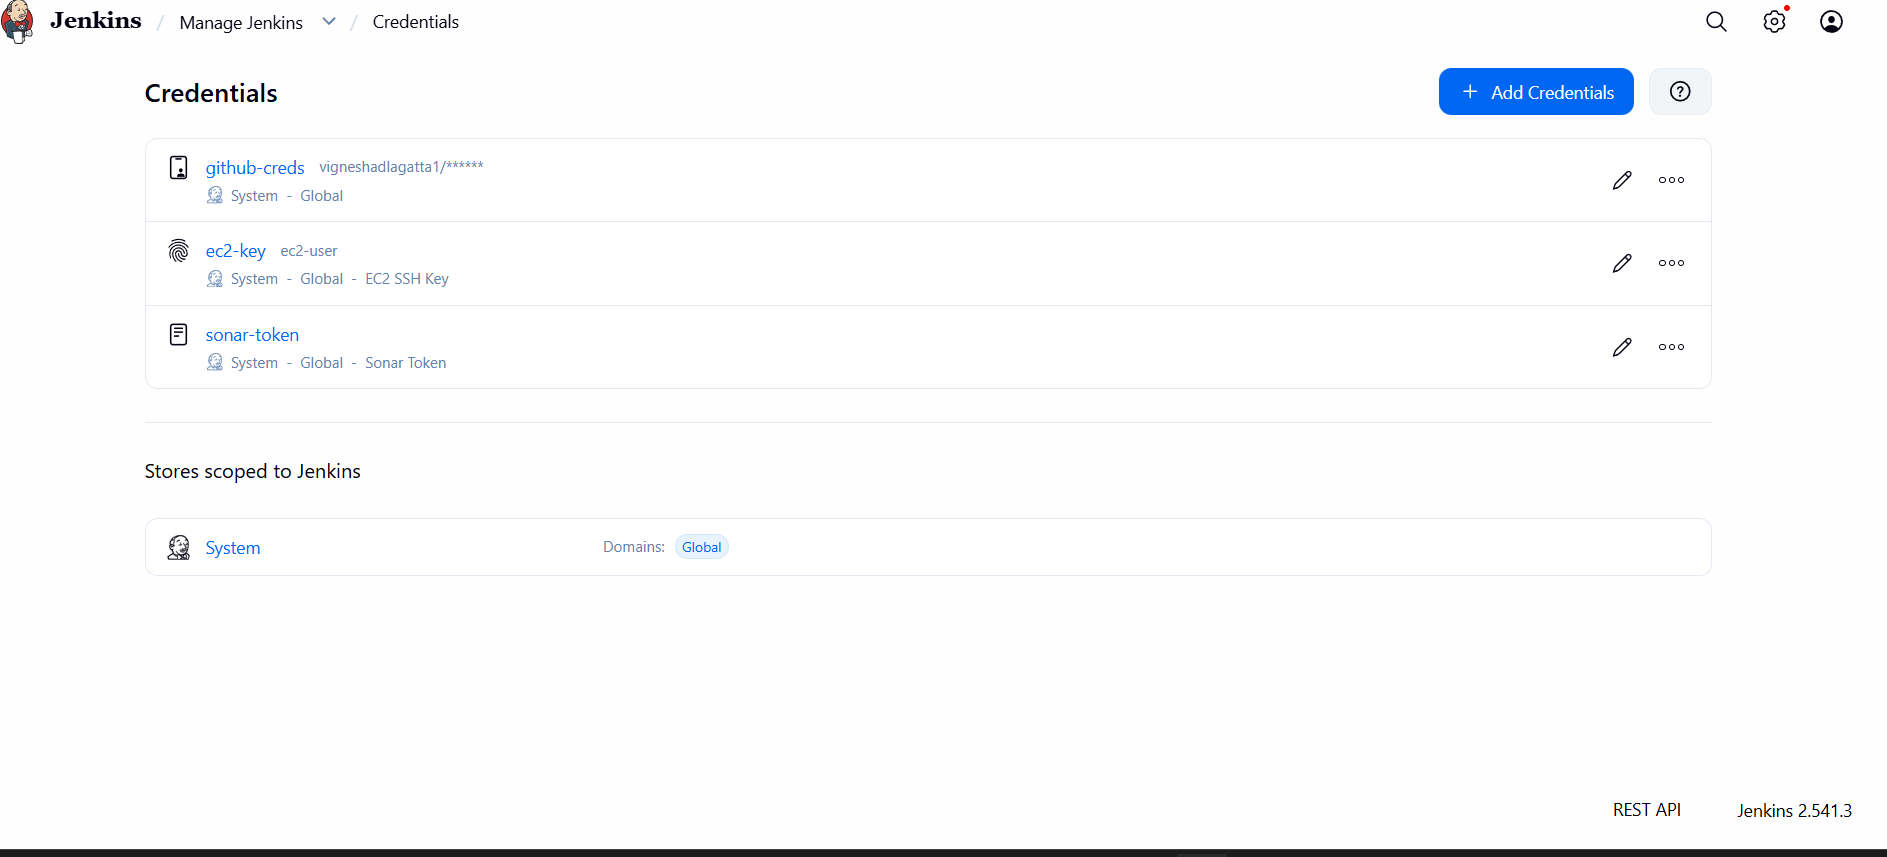 Jenkins / Manage Jenkins / Credentials
Credentials
+ Add Credentials
github-creds vigneshadlagatta1/******
System - Global
ec2-key ec2-user
System - Global - EC2 SSH Key
sonar-token
System - Global - Sonar Token
Stores scoped to Jenkins
System Domains: Global
REST API Jenkins 2.541.3